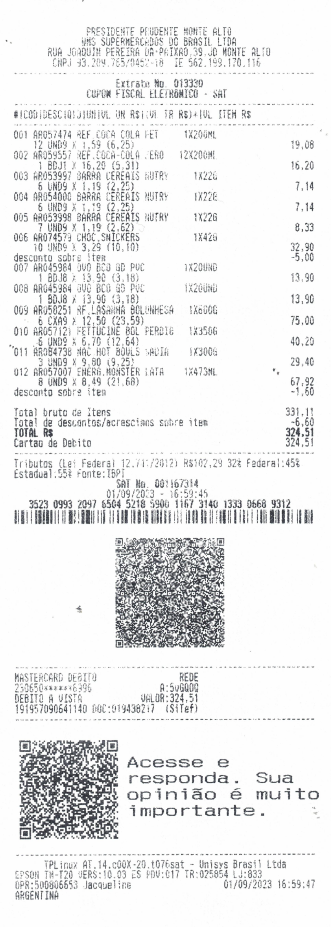 PRESIDENTE PRUDENTE MONTE ALTO
WMS SUPERMERCADOS DO BRASIL LTDA
RUA JOAQUIM PEREIRA DA PAIXAO,39,JD MONTE ALTO
CNPJ 93.209.765/0452-18 IE 562.199.170.116
Extrato No. 013330
CUPOM FISCAL ELETRONICO - SAT
#|COD|DESC|QTD|UN|VL UN R$|(VL TR R$)*|VL ITEM R$
001 AR057474 REF COCA COLA PET 1X200ML
12 UND9 X 1,59 (6,25) 19,08
002 AR059557 REF.COCA-COLA ZERO 12X200ML
1 BDJ1 X 16,20 (5,31) 16,20
003 AR053997 BARRA CEREAIS NUTRY 1X22G
6 UND9 X 1,19 (2,25) 7,14
004 AR054000 BARRA CEREAIS NUTRY 1X22G
6 UND9 X 1,19 (2,25) 7,14
005 AR053998 BARRA CEREAIS NUTRY 1X22G
7 UND9 X 1,19 (2,62) 8,33
006 AR074579 CHOC.SNICKERS 1X42G
10 UND9 X 3,29 (10,10) 32,90
desconto sobre item -5,00
007 AR045984 OVO BCO GD PVC 1X20UND
1 BDJ8 X 13,90 (3,18) 13,90
008 AR045984 OVO BCO GD PVC 1X20UND
1 BDJ8 X 13,90 (3,18) 13,90
009 AR058251 RF.LASANHA BOLONHESA 1X600G
6 CXA9 X 12,50 (23,59) 75,00
010 AR057121 FETTUCINE BOL PERDIG 1X350G
6 UND9 X 6,70 (12,64) 40,20
011 AR084738 MAC HOT BOWLS SADIA 1X300G
3 UND9 X 9,80 (9,25) 29,40
012 AR057007 ENERG.MONSTER LATA 1X473ML
8 UND9 X 8,49 (21,68) 67,92
desconto sobre item -1,60
Total bruto de Itens 331,11
Total de descontos/acrescimos sobre item -6,60
TOTAL R$ 324,51
Cartao de Debito 324,51
Tributos (Lei Federal 12.741/2012) R$102,29 32% Federal:45%
Estadual:55% Fonte:IBPT
SAT No. 001167314
01/09/2023 - 16:59:45
3523 0993 2097 6504 5218 5900 1167 3140 1333 0668 9312
MASTERCARD DEBITO REDE
230650******6996
DEBITO A VISTA VALOR:324,51
(SiTef)
Acesse e
responda. Sua
opinião é muito
importante.
TPLinux AT.14.c00X-20.t076sat - Unisys Brasil Ltda
EPSON TM-T20 VERS:10.03 ES PDV:017 TR:025854 LJ:833
OPR:500806653 Jacqueline 01/09/2023 16:59:47
ARGENTINA